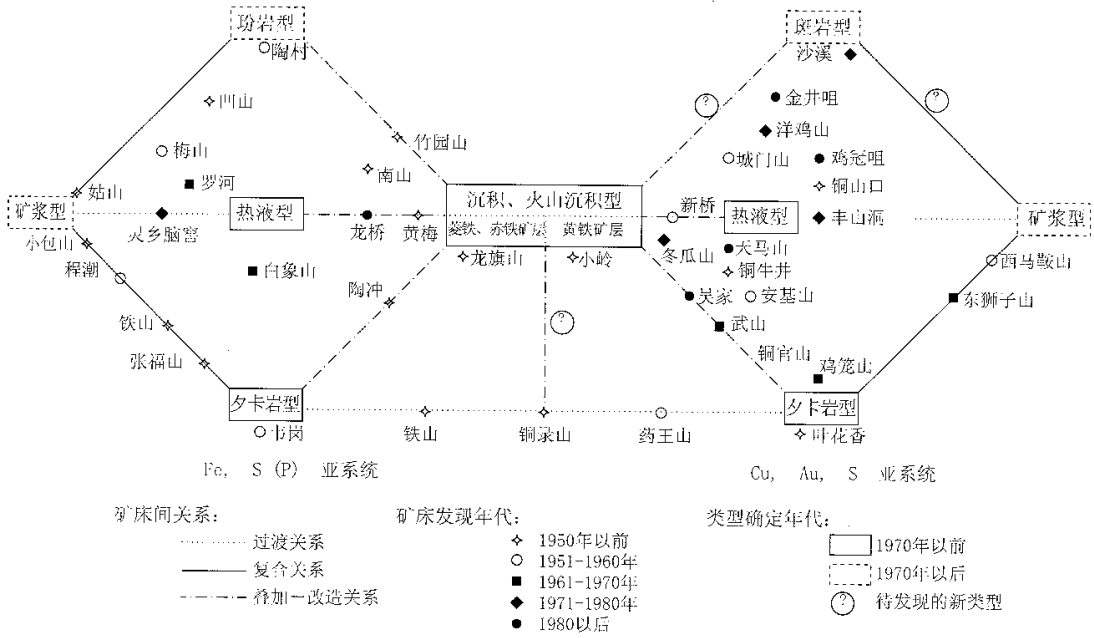 玢岩型
斑岩型
陶村
沙溪
凹山
?
?
金井咀
洋鸡山
竹园山
梅山
城门山
鸡冠咀
南山
罗河
铜山口
姑山
沉积、火山沉积型
矿浆型
热液型
新桥
热液型
丰山洞
矿浆型
灵乡脑窖
龙桥
黄梅
菱铁、赤铁矿层
黄铁矿层
小包山
龙旗山
小岭
冬瓜山
天马山
西马鞍山
程潮
白象山
铜牛井
陶冲
吴家
安基山
东狮子山
铁山
?
武山
张福山
铜官山
鸡笼山
夕卡岩型
夕卡岩型
韦岗
铁山
铜录山
药王山
叶花香
Fe, S (P) 亚系统
Cu, Au, S 亚系统
矿床间关系:
过渡关系
复合关系
叠加-改造关系
矿床发现年代:
1950年以前
1951-1960年
1961-1970年
1971-1980年
1980以后
类型确定年代:
1970年以前
1970年以后
? 待发现的新类型